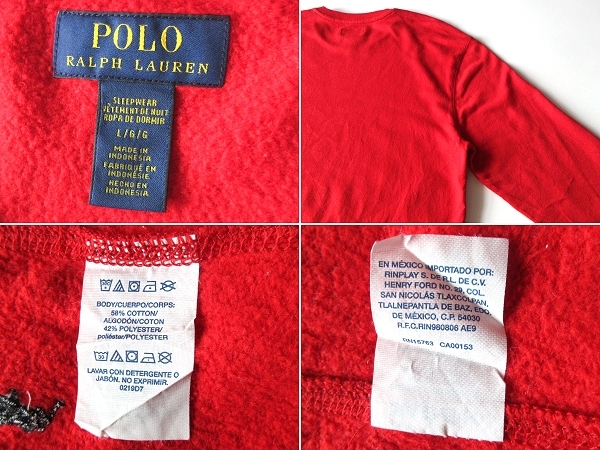 POLO
RALPH LAUREN
SLEEPWEAR
VÊTEMENT DE NUIT
ROPA DE DORMIR
L/G/G
MADE IN
INDONESIA
FABRIQUÉ EN
INDONÉSIE
HECHO EN
INDONESIA
BODY/CUERPO/CORPS:
58% COTTON/
ALGODÓN/COTON
42% POLYESTER/
poliéster/POLYESTER
LAVAR CON DETERGENTE O
JABÓN. NO EXPRIMIR.
0219D7
EN MÉXICO IMPORTADO POR:
RINPLAY S. DE R.L. DE C.V.
HENRY FORD NO. 29, COL.
SAN NICOLÁS TLAXCOLPAN,
TLALNEPANTLA DE BAZ, EDO.
DE MÉXICO, C.P. 54030
R.F.C.RIN980806 AE9
RN15763 CA00153